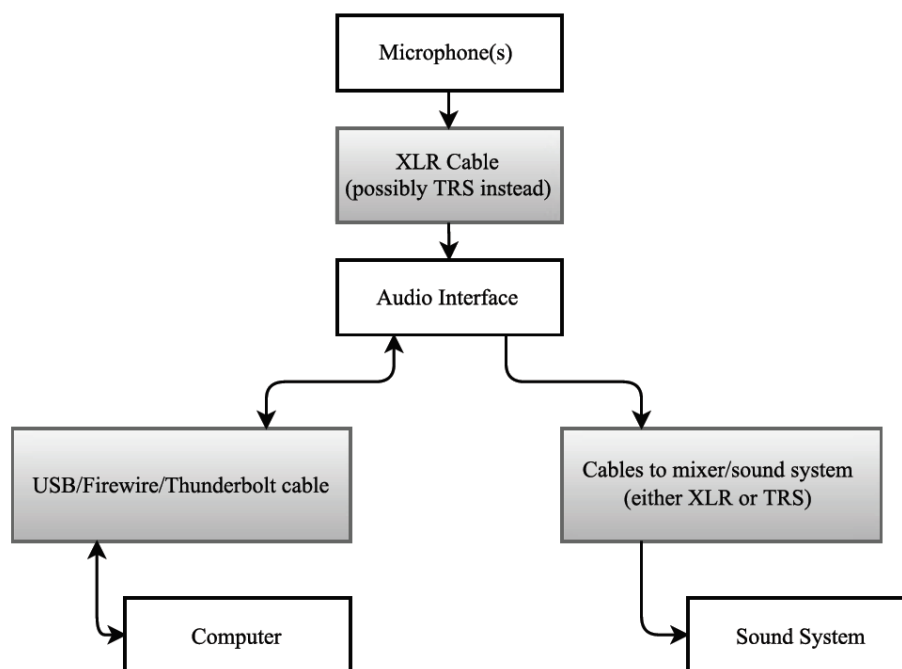 Microphone(s)
XLR Cable
(possibly TRS instead)
Audio Interface
USB/Firewire/Thunderbolt cable
Cables to mixer/sound system
(either XLR or TRS)
Computer
Sound System